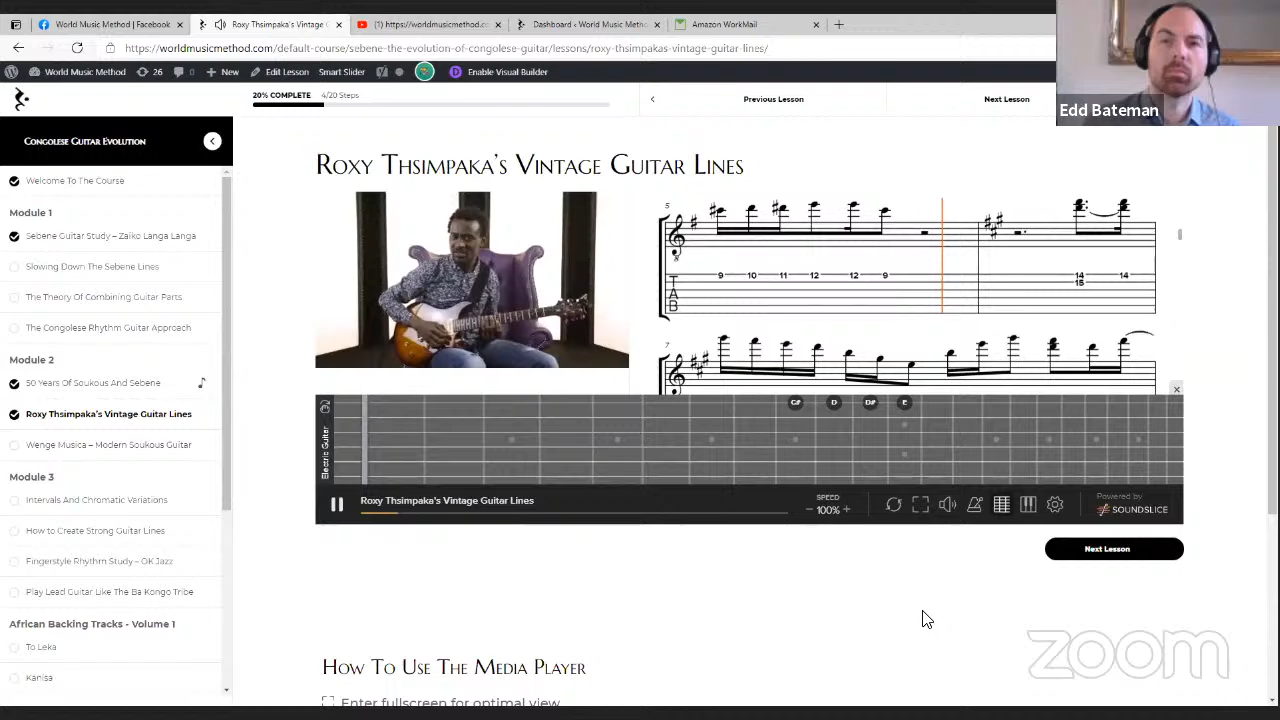 World Music Method | Facebook
Roxy Thsimpaka's Vintage G
(1) https://worldmusicmethod.co
Dashboard ‹ World Music Metho
Amazon WorkMail
https://worldmusicmethod.com/default-course/sebene-the-evolution-of-congolese-guitar/lessons/roxy-thsimpakas-vintage-guitar-lines/
World Music Method
26
0
New
Edit Lesson
Smart Slider
Enable Visual Builder
Edd Bateman
20% COMPLETE
4/20 Steps
Previous Lesson
Next Lesson
Congolese Guitar Evolution
Welcome To The Course
Module 1
Sebene Guitar Study – Zaiko Langa Langa
Slowing Down The Sebene Lines
The Theory Of Combining Guitar Parts
The Congolese Rhythm Guitar Approach
Module 2
50 Years Of Soukous And Sebene
Roxy Thsimpaka's Vintage Guitar Lines
Wenge Musica – Modern Soukous Guitar
Module 3
Intervals And Chromatic Variations
How to Create Strong Guitar Lines
Fingerstyle Rhythm Study – OK Jazz
Play Lead Guitar Like The Ba Kongo Tribe
African Backing Tracks - Volume 1
To Leka
Kanisa
Roxy Thsimpaka's Vintage Guitar Lines
5
8
T
A
B
9 10 11 12 12 9 14 14
15
7
G# D D# E
Electric Guitar
Roxy Thsimpaka's Vintage Guitar Lines
SPEED
− 100% +
Powered by
SOUNDSLICE
Next Lesson
How To Use The Media Player
Enter fullscreen for optimal view
zoom